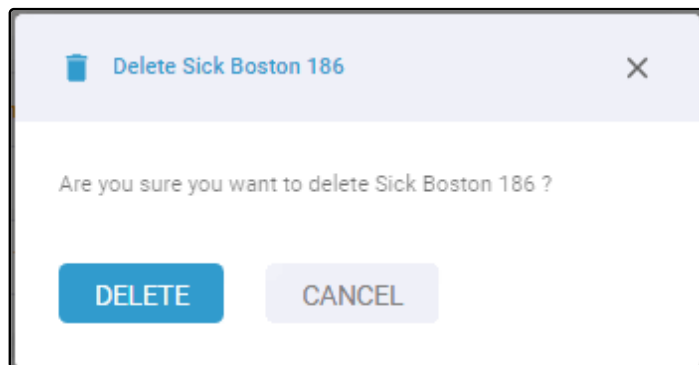 Delete Sick Boston 186
Are you sure you want to delete Sick Boston 186 ?
DELETE
CANCEL